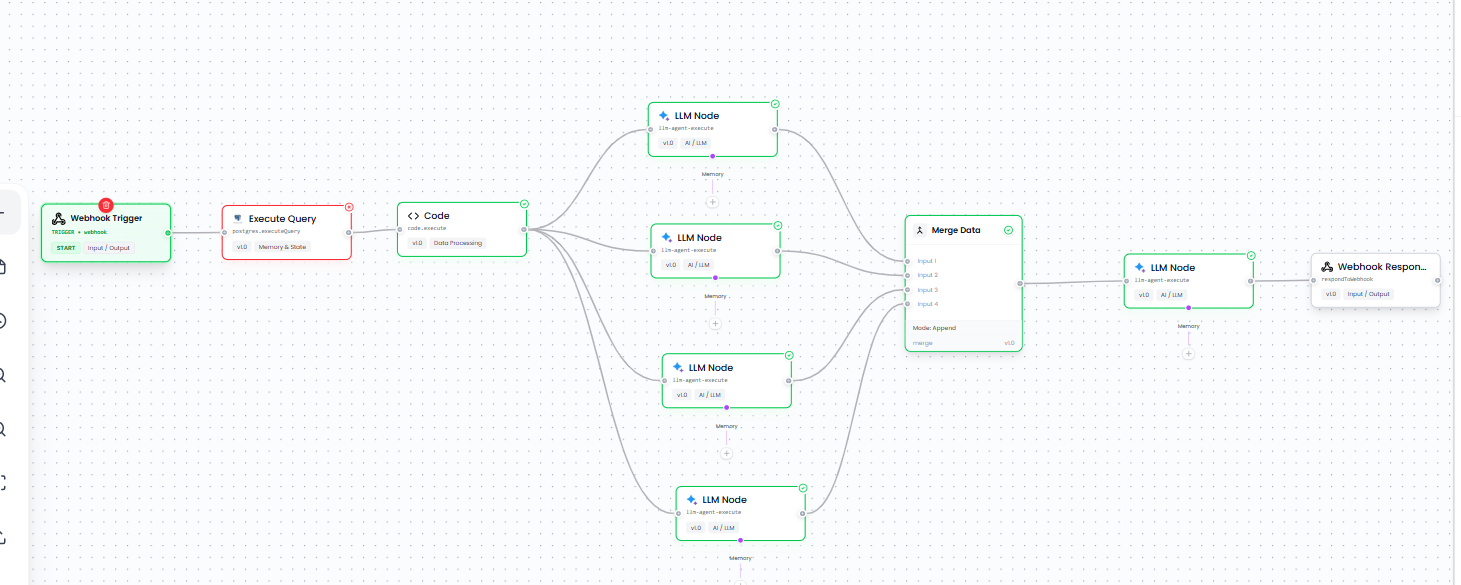 Webhook Trigger
TRIGGER • webhook
START Input / Output
Execute Query
postgres.executeQuery
v1.0 Memory & State
Code
code.execute
v1.0 Data Processing
LLM Node
llm-agent-execute
v1.0 AI / LLM
Memory
LLM Node
llm-agent-execute
v1.0 AI / LLM
Memory
LLM Node
llm-agent-execute
v1.0 AI / LLM
Memory
LLM Node
llm-agent-execute
v1.0 AI / LLM
Memory
Merge Data
Input 1
Input 2
Input 3
Input 4
Mode: Append
merge v1.0
LLM Node
llm-agent-execute
v1.0 AI / LLM
Memory
Webhook Respon...
respondToWebhook
v1.0 Input / Output